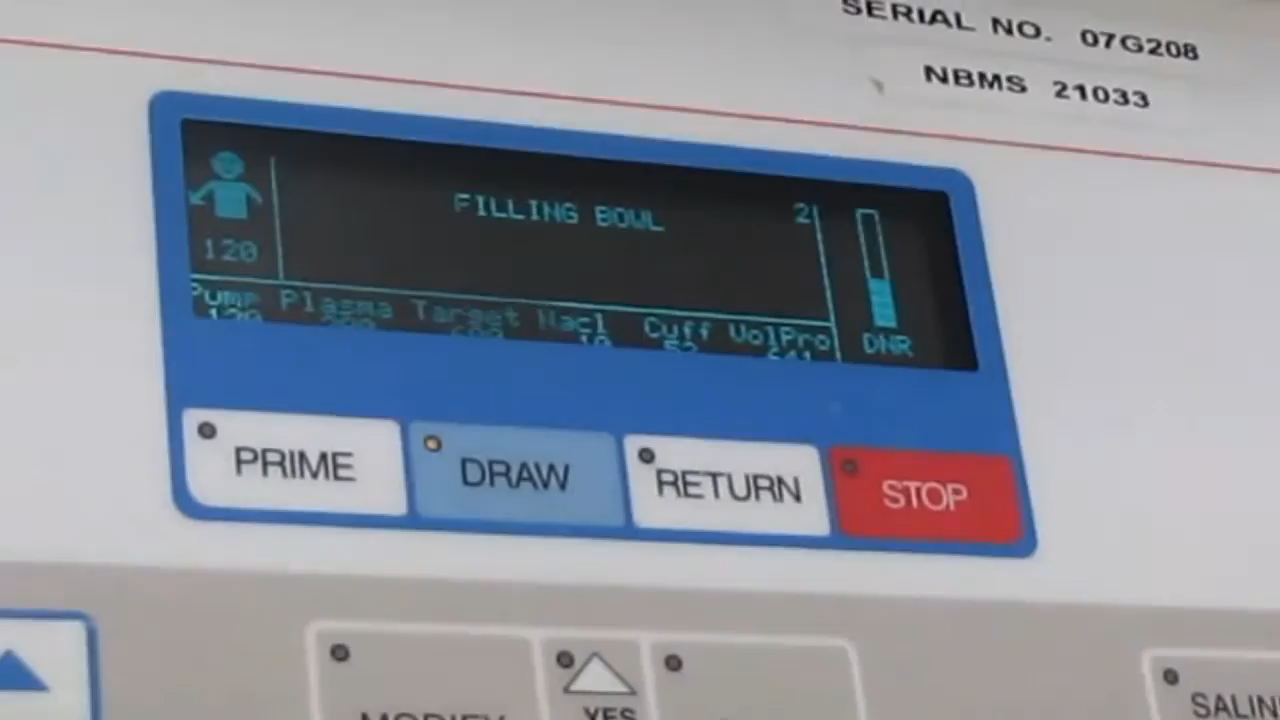 SERIAL NO. 07G208
NBMS 21033
FILLING BOWL 2
120
Pump Plasma Target Nacl Cuff VolPro
DNR
PRIME DRAW RETURN STOP
MODIFY YES